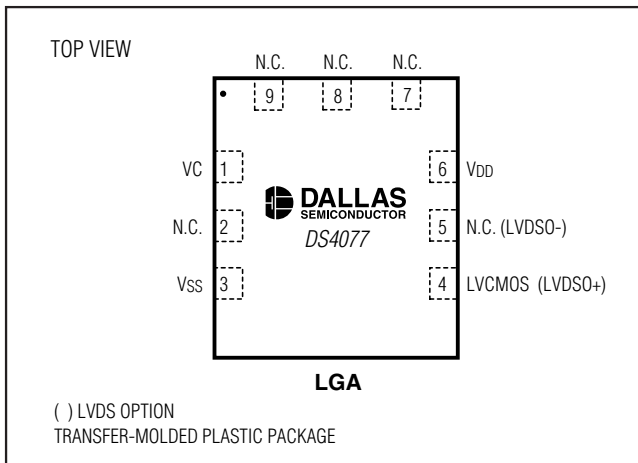 TOP VIEW
N.C. N.C. N.C.
9 8 7
VC 1 6 VDD
DALLAS
SEMICONDUCTOR
N.C. 2 DS4077 5 N.C. (LVDSO-)
VSS 3 4 LVCMOS (LVDSO+)
LGA
( ) LVDS OPTION
TRANSFER-MOLDED PLASTIC PACKAGE